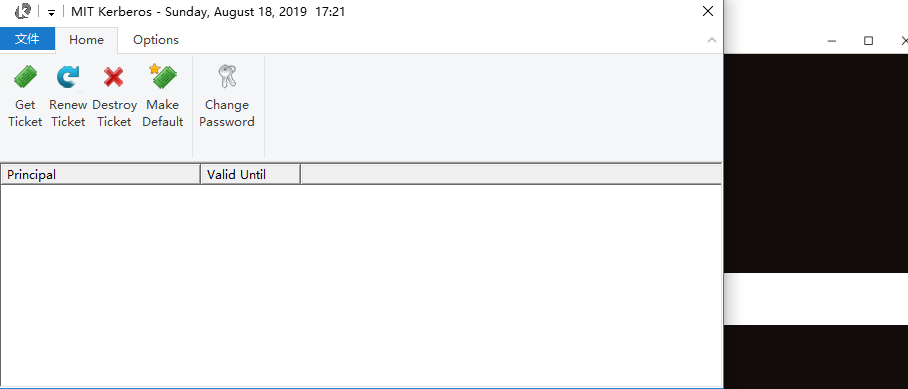 MIT Kerberos - Sunday, August 18, 2019  17:21
文件 Home Options
Get Ticket
Renew Ticket
Destroy Ticket
Make Default
Change Password
Principal Valid Until